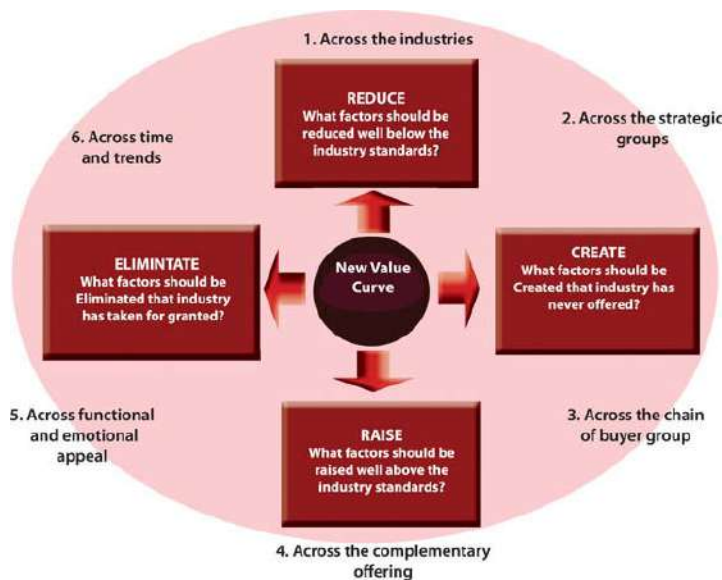 1. Across the industries
REDUCE
What factors should be
reduced well below the
industry standards?
2. Across the strategic
groups
6. Across time
and trends
ELIMINTATE
What factors should be
Eliminated that industry
has taken for granted?
New Value
Curve
CREATE
What factors should be
Created that industry has
never offered?
5. Across functional
and emotional
appeal
RAISE
What factors should be
raised well above the
industry standards?
3. Across the chain
of buyer group
4. Across the complementary
offering